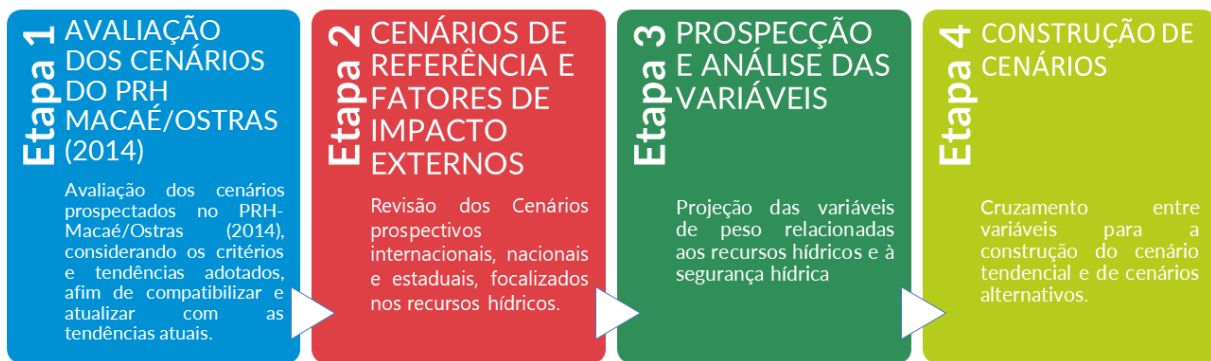 Etapa 1
AVALIAÇÃO
DOS CENÁRIOS
DO PRH
MACAÉ/OSTRAS
(2014)
Avaliação dos cenários
prospectados no PRH-
Macaé/Ostras (2014),
considerando os critérios
e tendências adotados,
afim de compatibilizar e
atualizar com as
tendências atuais.
Etapa 2
CENÁRIOS DE
REFERÊNCIA E
FATORES DE
IMPACTO
EXTERNOS
Revisão dos Cenários
prospectivos
internacionais, nacionais
e estaduais, focalizados
nos recursos hídricos.
Etapa 3
PROSPECÇÃO
E ANÁLISE DAS
VARIÁVEIS
Projeção das variáveis
de peso relacionadas
aos recursos hídricos e à
segurança hídrica
Etapa 4
CONSTRUÇÃO DE
CENÁRIOS
Cruzamento entre
variáveis para a
construção do cenário
tendencial e de cenários
alternativos.